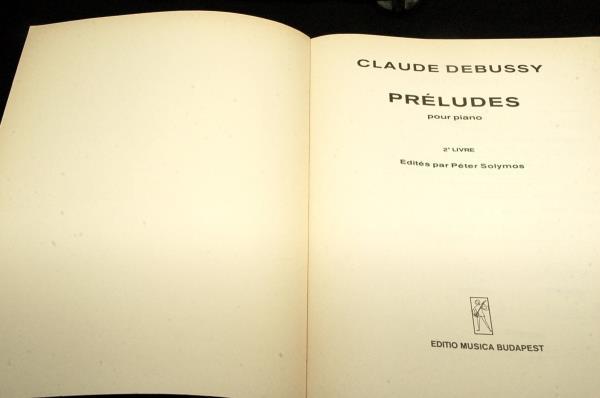 CLAUDE DEBUSSY
PRÉLUDES
pour piano
2e LIVRE
Edités par Péter Solymos
EDITIO MUSICA BUDAPEST